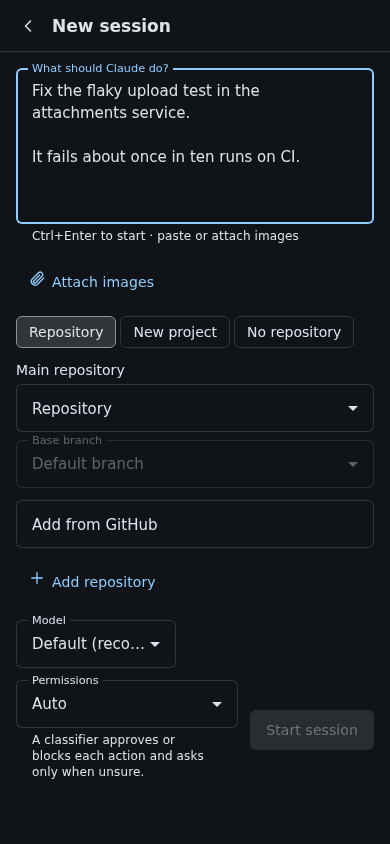 New session
What should Claude do?
Fix the flaky upload test in the
attachments service.
It fails about once in ten runs on CI.
Ctrl+Enter to start · paste or attach images
Attach images
Repository
New project
No repository
Main repository
Repository
Base branch
Default branch
Add from GitHub
Add repository
Model
Default (reco…
Permissions
Auto
A classifier approves or
blocks each action and asks
only when unsure.
Start session